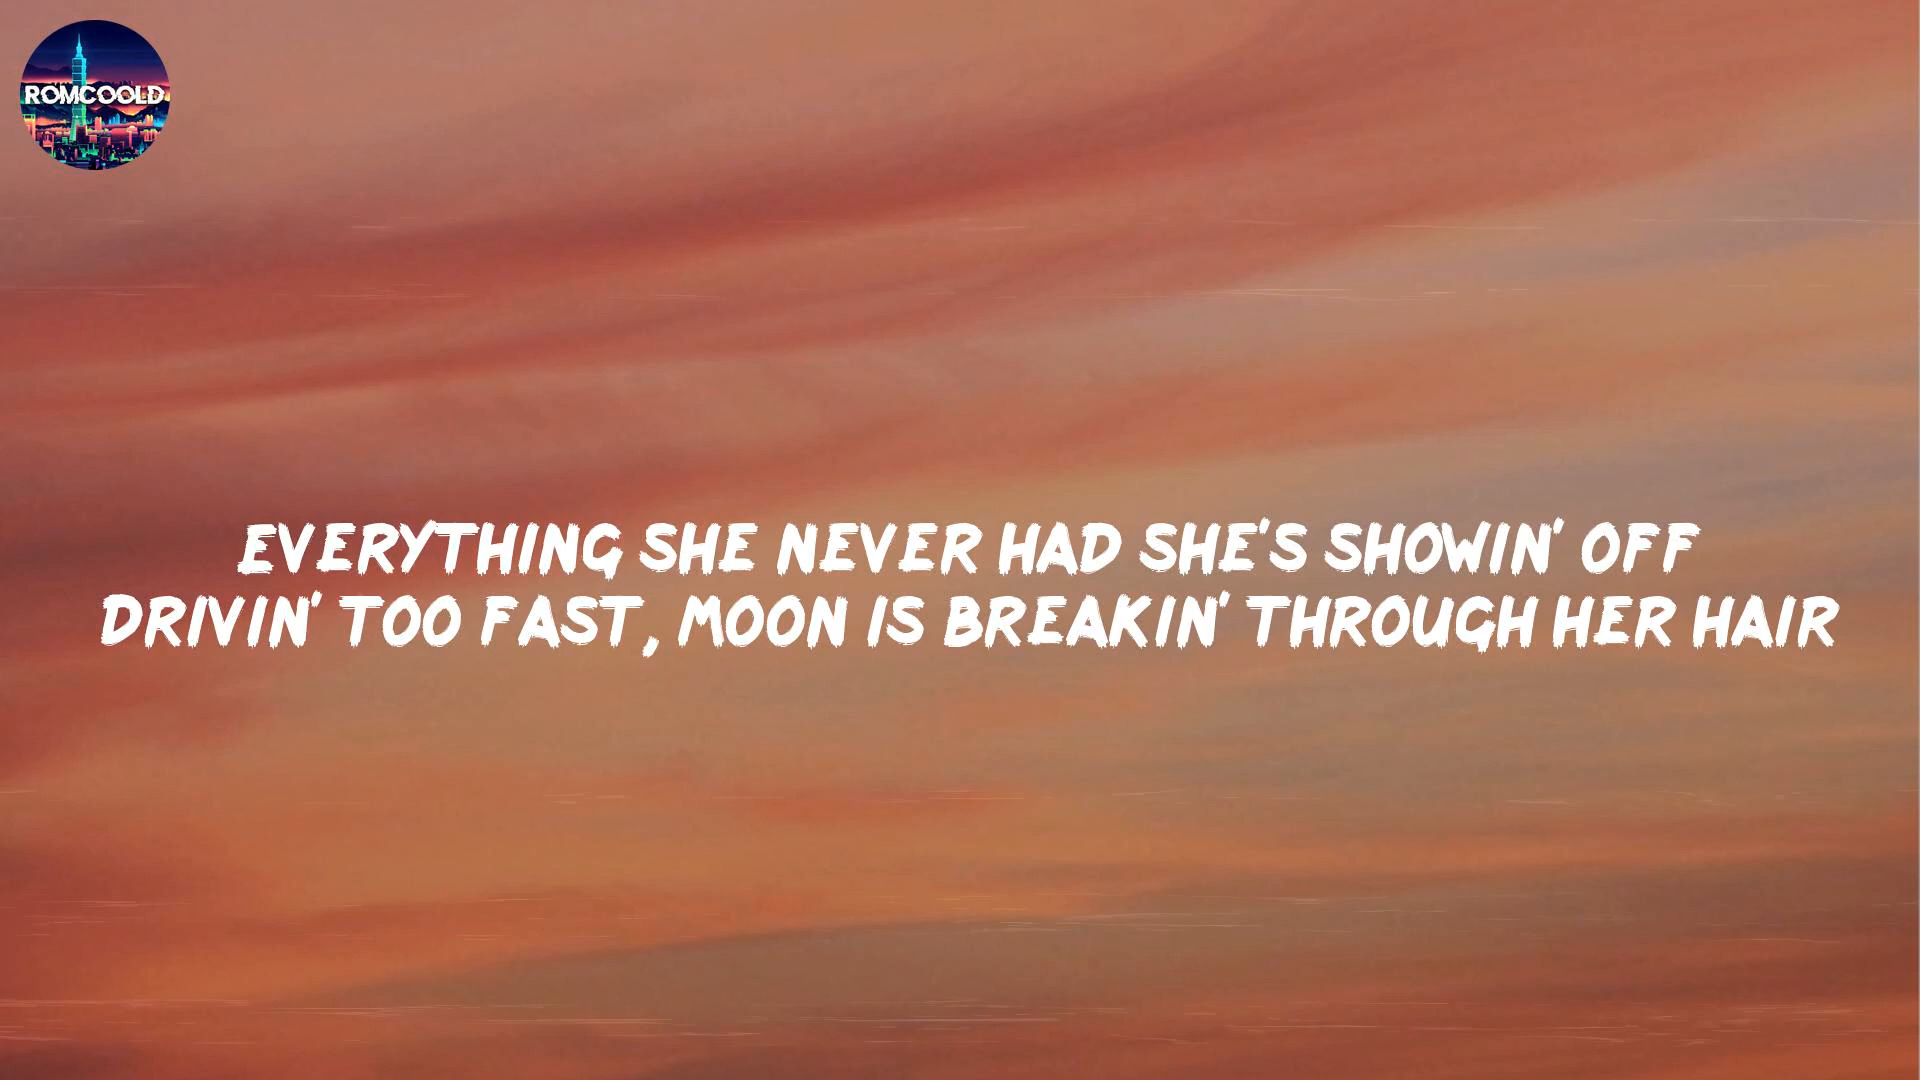 ROMCOOLD
EVERYTHING SHE NEVER HAD SHE'S SHOWIN' OFF
DRIVIN' TOO FAST, MOON IS BREAKIN' THROUGH HER HAIR